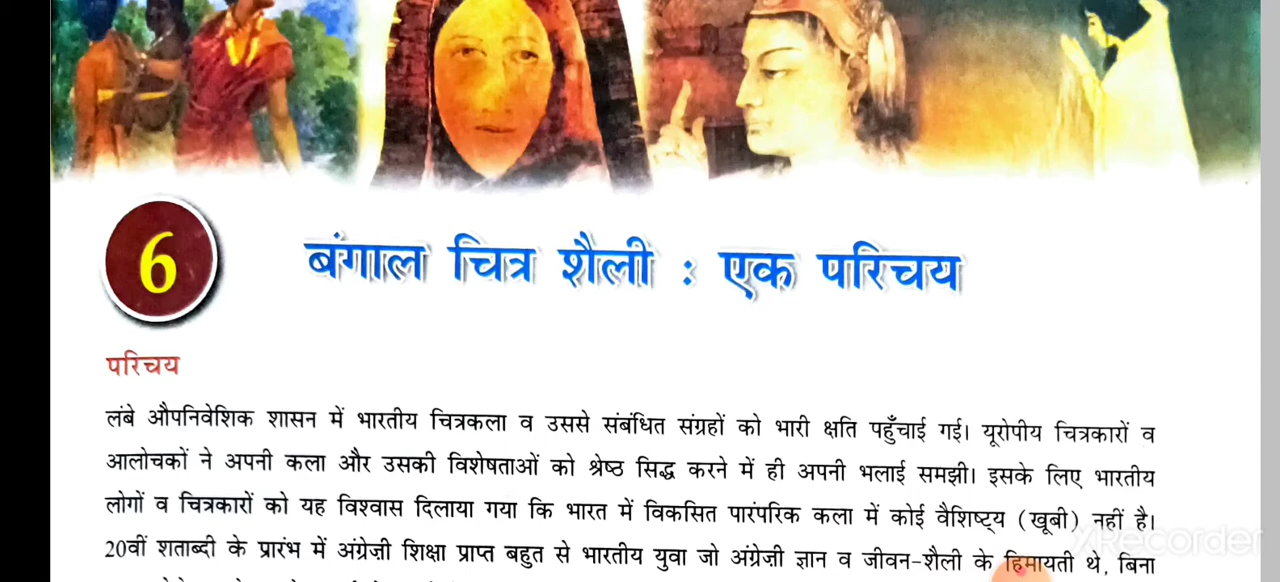 6
बंगाल चित्र शैली : एक परिचय
परिचय
लंबे औपनिवेशिक शासन में भारतीय चित्रकला व उससे संबंधित संग्रहों को भारी क्षति पहुँचाई गई। यूरोपीय चित्रकारों व
आलोचकों ने अपनी कला और उसकी विशेषताओं को श्रेष्ठ सिद्ध करने में ही अपनी भलाई समझी। इसके लिए भारतीय
लोगों व चित्रकारों को यह विश्वास दिलाया गया कि भारत में विकसित पारंपरिक कला में कोई वैशिष्ट्य (खूबी) नहीं है।
XRecorder
20वीं शताब्दी के प्रारंभ में अंग्रेजी शिक्षा प्राप्त बहुत से भारतीय युवा जो अंग्रेजी ज्ञान व जीवन-शैली के हिमायती थे, बिना